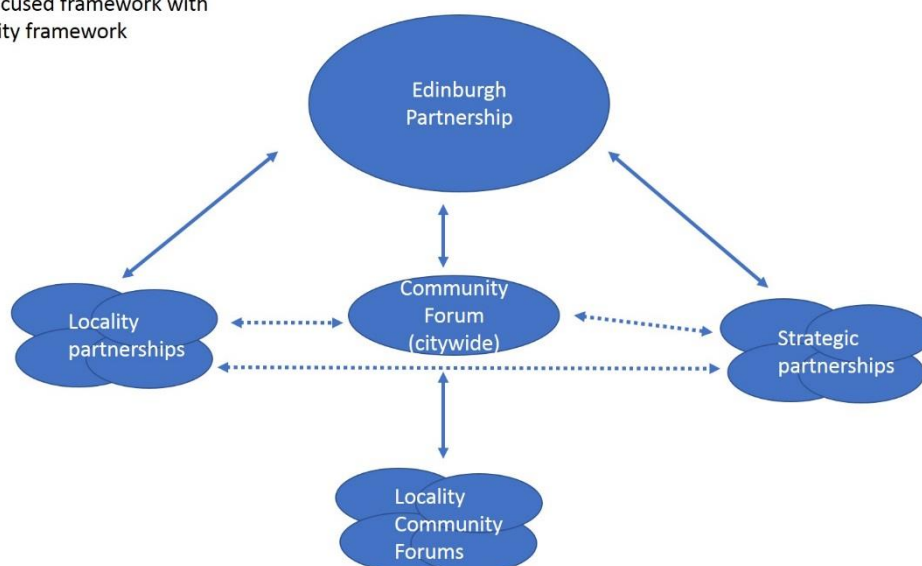 cused framework with
ity framework
Edinburgh
Partnership
Community
Forum
(citywide)
Locality
partnerships
Strategic
partnerships
Locality
Community
Forums